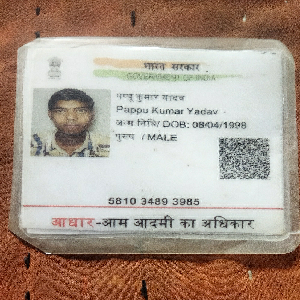 भारत सरकार
GOVERNMENT OF INDIA
पप्पू कुमार यादव
Pappu Kumar Yadav
जन्म तिथि/ DOB: 08/04/1998
पुरुष / MALE
5810 3489 3985
आधार-आम आदमी का अधिकार